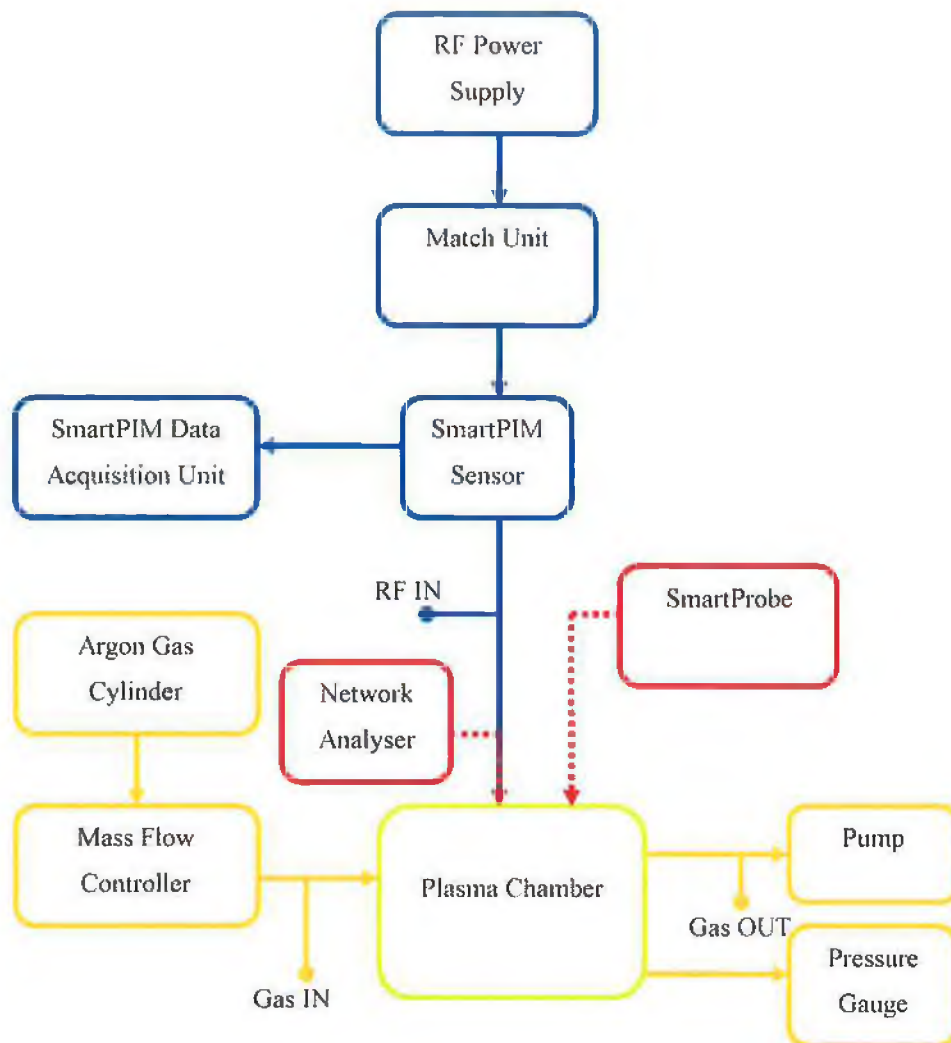 RF Power
Supply
Match Unit
SmartPIM Data
Acquisition Unit
SmartPIM
Sensor
RF IN
SmartProbe
Argon Gas
Cylinder
Network
Analyser
Mass Flow
Controller
Plasma Chamber
Pump
Gas OUT
Gas IN
Pressure
Gauge